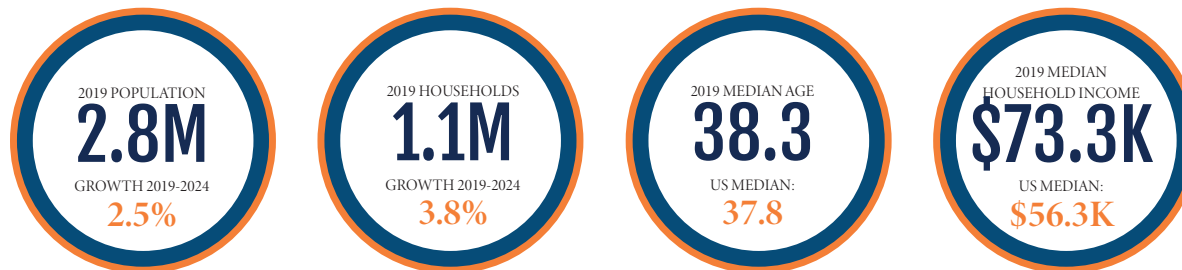 2019 POPULATION
2.8M
GROWTH 2019-2024
2.5%
2019 HOUSEHOLDS
1.1M
GROWTH 2019-2024
3.8%
2019 MEDIAN AGE
38.3
US MEDIAN:
37.8
2019 MEDIAN
HOUSEHOLD INCOME
$73.3K
US MEDIAN:
$56.3K